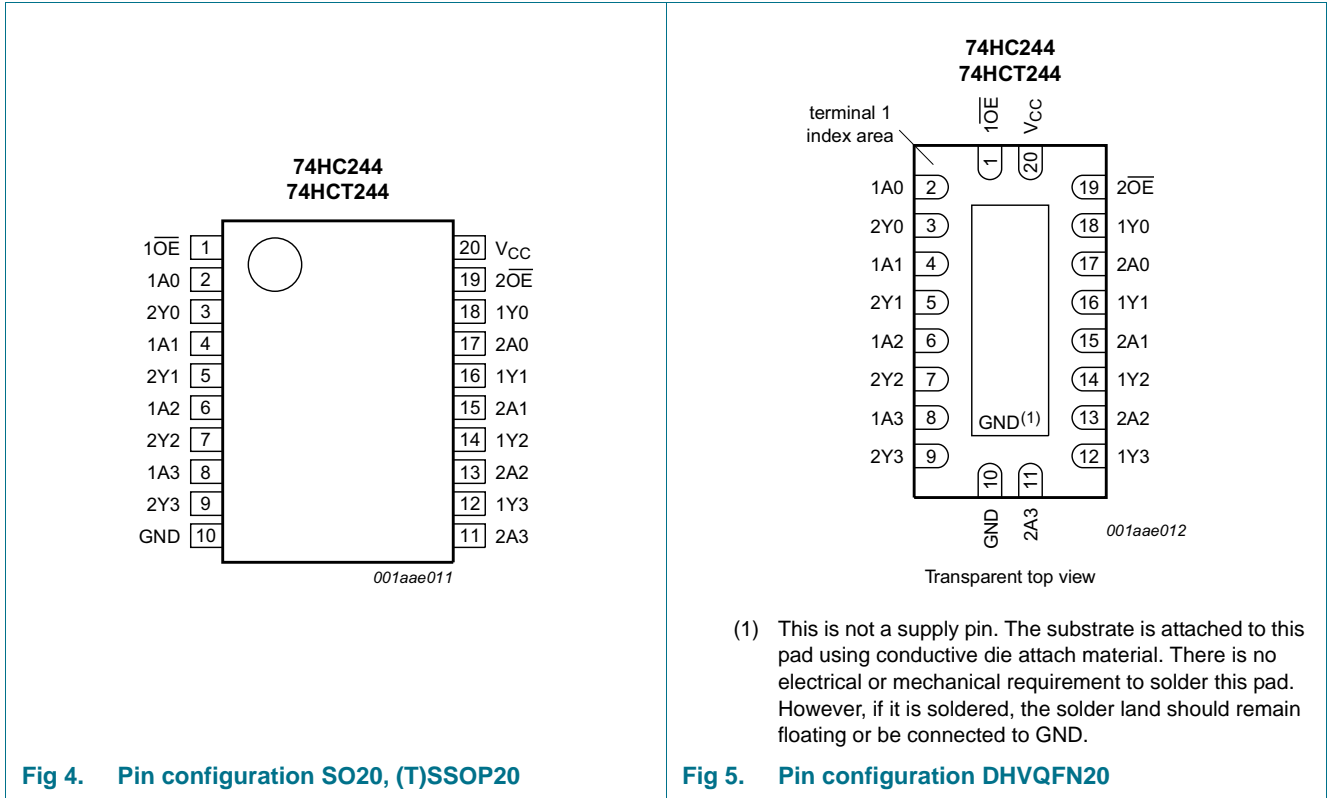 74HC244
74HCT244
1O̅E̅ 1
1A0 2
2Y0 3
1A1 4
2Y1 5
1A2 6
2Y2 7
1A3 8
2Y3 9
GND 10
20 VCC
19 2O̅E̅
18 1Y0
17 2A0
16 1Y1
15 2A1
14 1Y2
13 2A2
12 1Y3
11 2A3
001aae011
Fig 4. Pin configuration SO20, (T)SSOP20
74HC244
74HCT244
terminal 1
index area
1O̅E̅ 1
VCC 20
1A0 2
2Y0 3
1A1 4
2Y1 5
1A2 6
2Y2 7
1A3 8
2Y3 9
19 2O̅E̅
18 1Y0
17 2A0
16 1Y1
15 2A1
14 1Y2
13 2A2
12 1Y3
GND(1)
10 GND
11 2A3
001aae012
Transparent top view
(1) This is not a supply pin. The substrate is attached to this
pad using conductive die attach material. There is no
electrical or mechanical requirement to solder this pad.
However, if it is soldered, the solder land should remain
floating or be connected to GND.
Fig 5. Pin configuration DHVQFN20